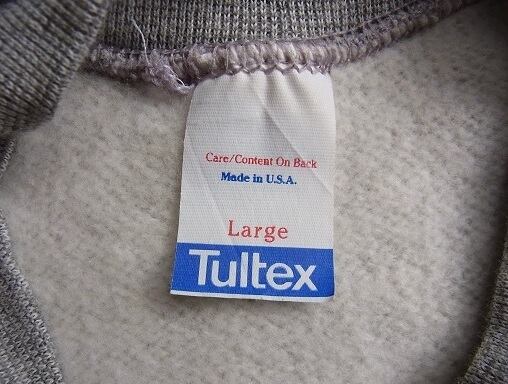 Care/Content On Back
Made in U.S.A.
Large
Tultex